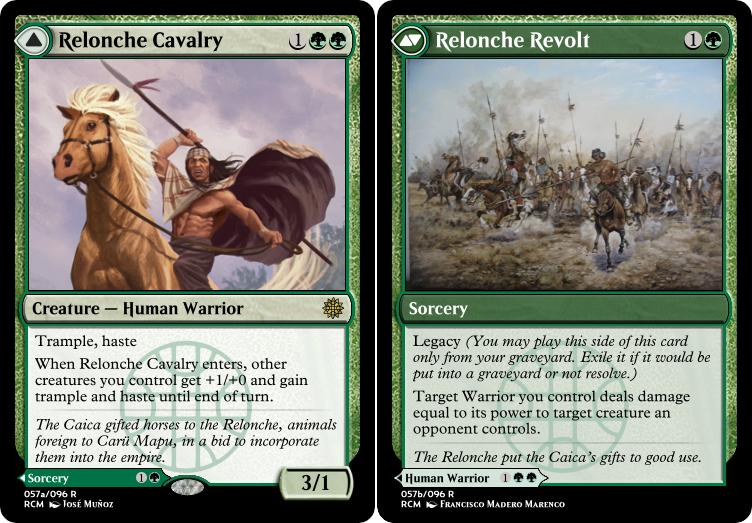 Relonche Cavalry 1
Creature — Human Warrior
Trample, haste
When Relonche Cavalry enters, other
creatures you control get +1/+0 and gain
trample and haste until end of turn.
The Caica gifted horses to the Relonche, animals
foreign to Carü Mapu, in a bid to incorporate
them into the empire.
Sorcery 1
3/1
057a/096 R
RCM José Muñoz
Relonche Revolt 1
Sorcery
Legacy (You may play this side of this card
only from your graveyard. Exile it if it would be
put into a graveyard or not resolve.)
Target Warrior you control deals damage
equal to its power to target creature an
opponent controls.
The Relonche put the Caica's gifts to good use.
Human Warrior 1
057b/096 R
RCM Francisco Madero Marenco